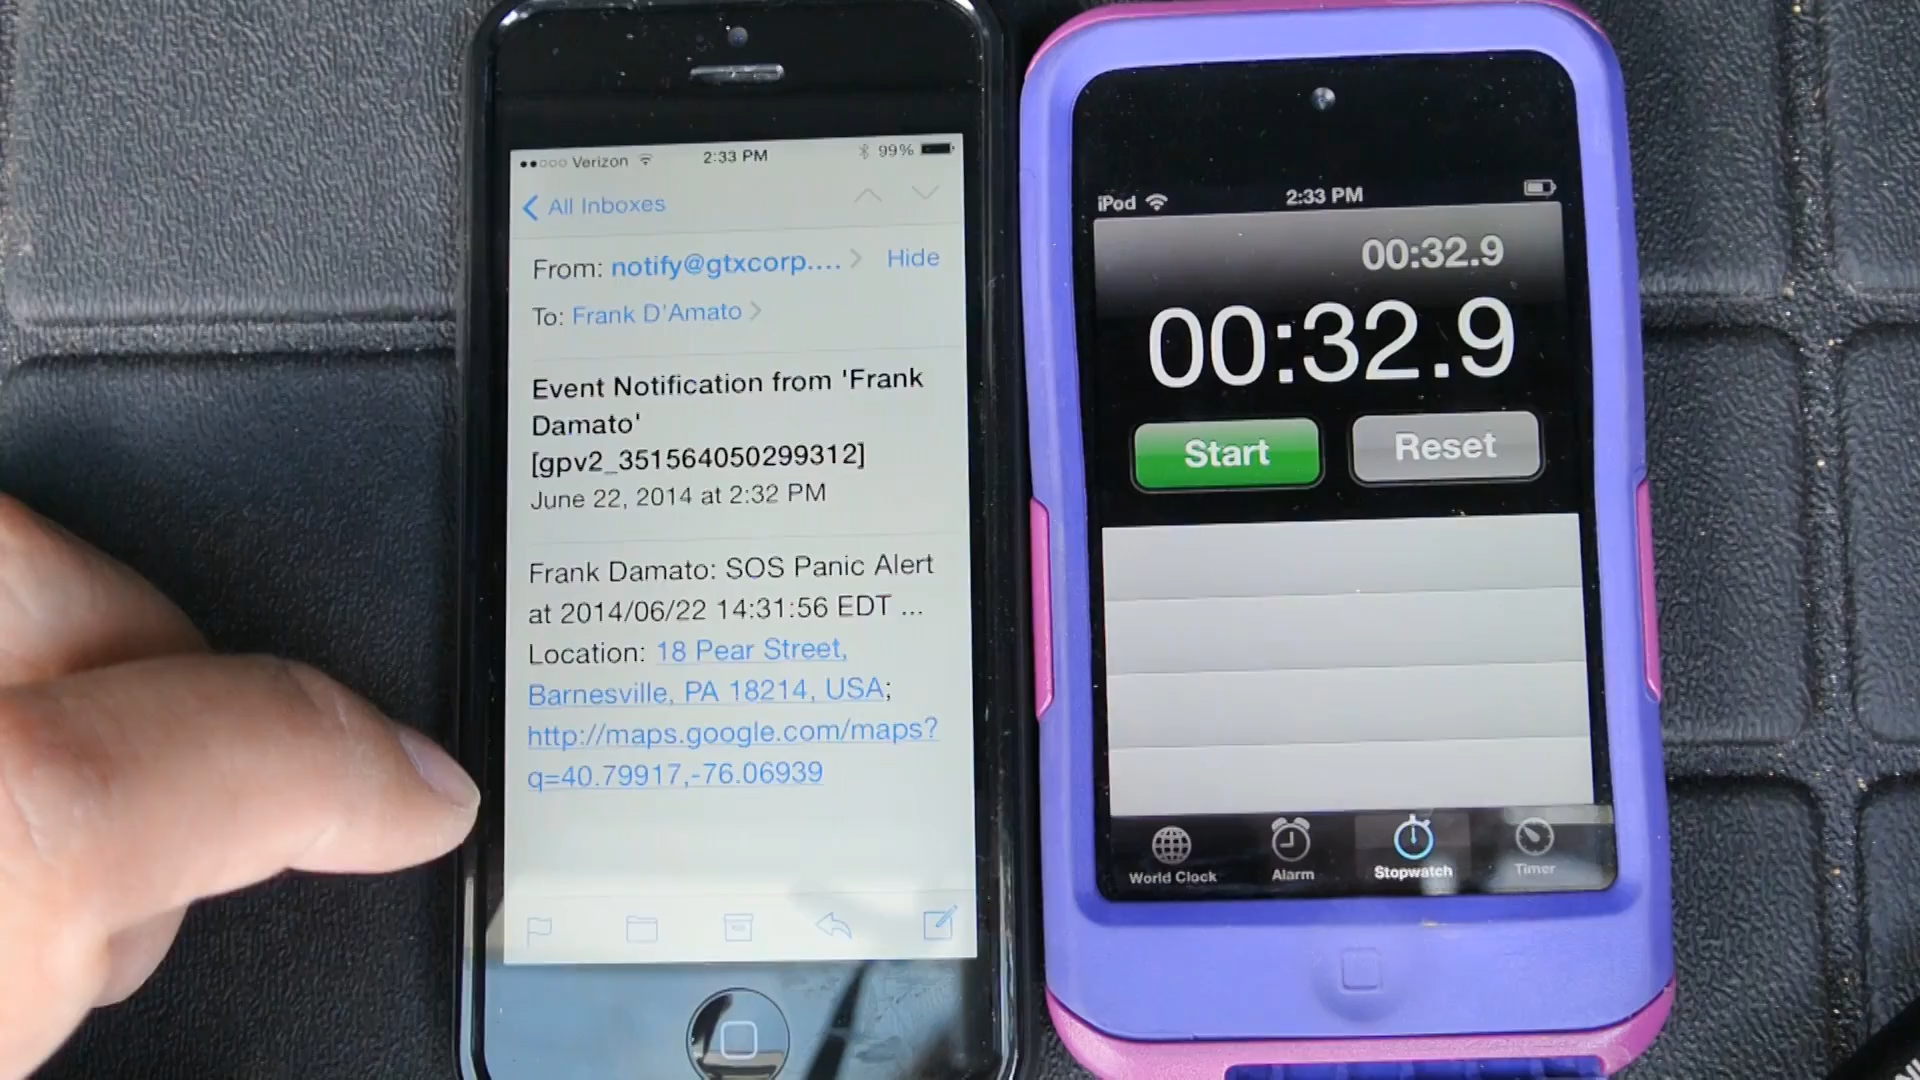 Verizon 2:33 PM 99%
All Inboxes
From: notify@gtxcorp.... Hide
To: Frank D'Amato
Event Notification from 'Frank
Damato'
[gpv2_351564050299312]
June 22, 2014 at 2:32 PM
Frank Damato: SOS Panic Alert
at 2014/06/22 14:31:56 EDT ...
Location: 18 Pear Street,
Barnesville, PA 18214, USA;
http://maps.google.com/maps?
q=40.79917,-76.06939
iPod 2:33 PM
00:32.9
00:32.9
Start Reset
World Clock Alarm Stopwatch Timer